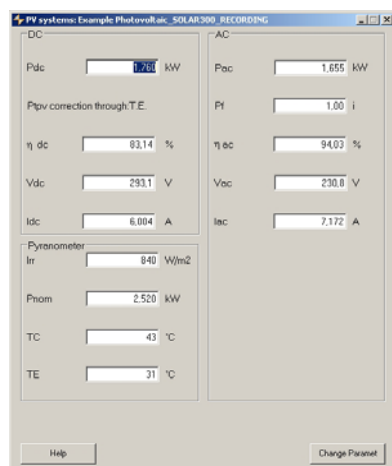 PV systems: Example Photovoltaic_SOLAR300_RECORDING
DC
Pdc 1,760 kW
Ptpv correction through:T.E.
η dc 83,14 %
Vdc 293,1 V
Idc 6,004 A
Pyranometer
Irr 840 W/m2
Pnom 2,520 kW
TC 43 °C
TE 31 °C
AC
Pac 1,655 kW
Pf 1.00 i
η ac 94,03 %
Vac 230,8 V
Iac 7,172 A
Help
Change Paramet